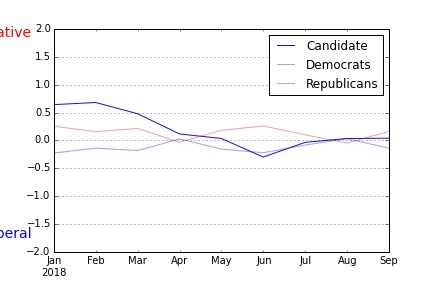 ative
2.0
1.5
1.0
0.5
0.0
−0.5
−1.0
−1.5
−2.0
beral
Candidate
Democrats
Republicans
Jan Feb Mar Apr May Jun Jul Aug Sep
2018